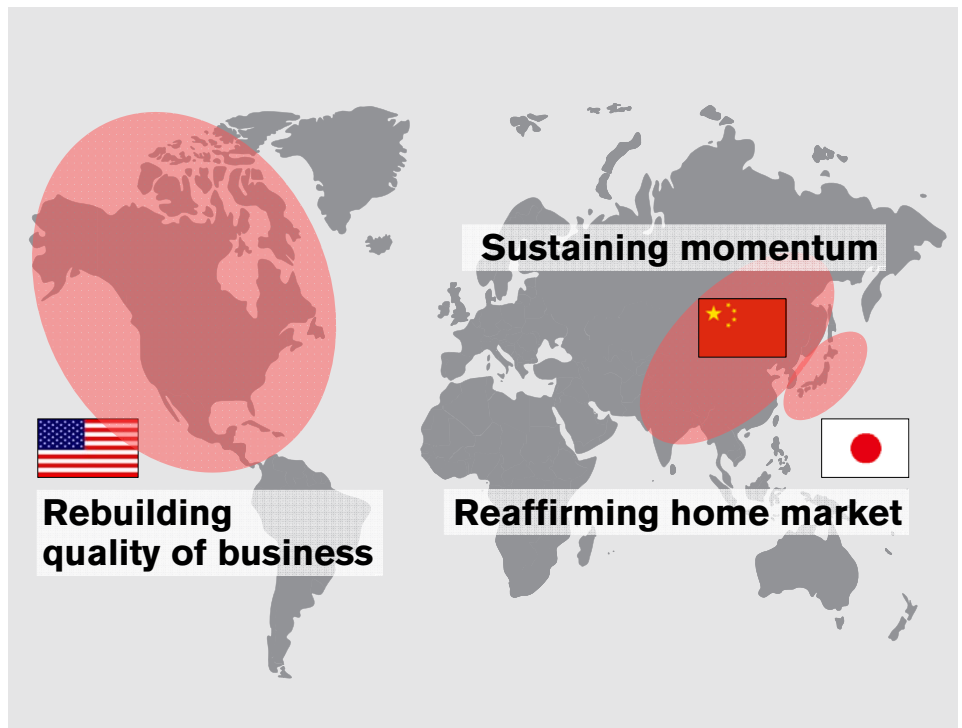 Sustaining momentum
Rebuilding
quality of business
Reaffirming home market